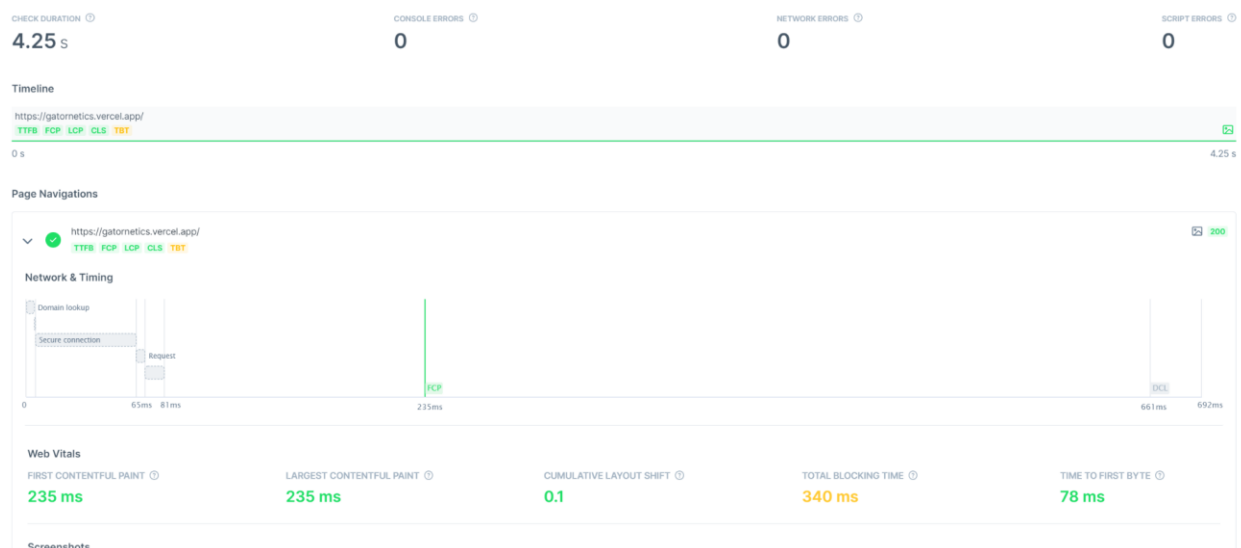 CHECK DURATION
CONSOLE ERRORS
NETWORK ERRORS
SCRIPT ERRORS
4.25 s
0
0
0
Timeline
https://gatornetics.vercel.app/
TTFB FCP LCP CLS TBT
0 s
4.25 s
Page Navigations
https://gatornetics.vercel.app/
200
TTFB FCP LCP CLS TBT
Network & Timing
Domain lookup
Secure connection
Request
FCP
DCL
0
65ms
81ms
235ms
661ms
692ms
Web Vitals
FIRST CONTENTFUL PAINT
LARGEST CONTENTFUL PAINT
CUMULATIVE LAYOUT SHIFT
TOTAL BLOCKING TIME
TIME TO FIRST BYTE
235 ms
235 ms
0.1
340 ms
78 ms
Screenshots